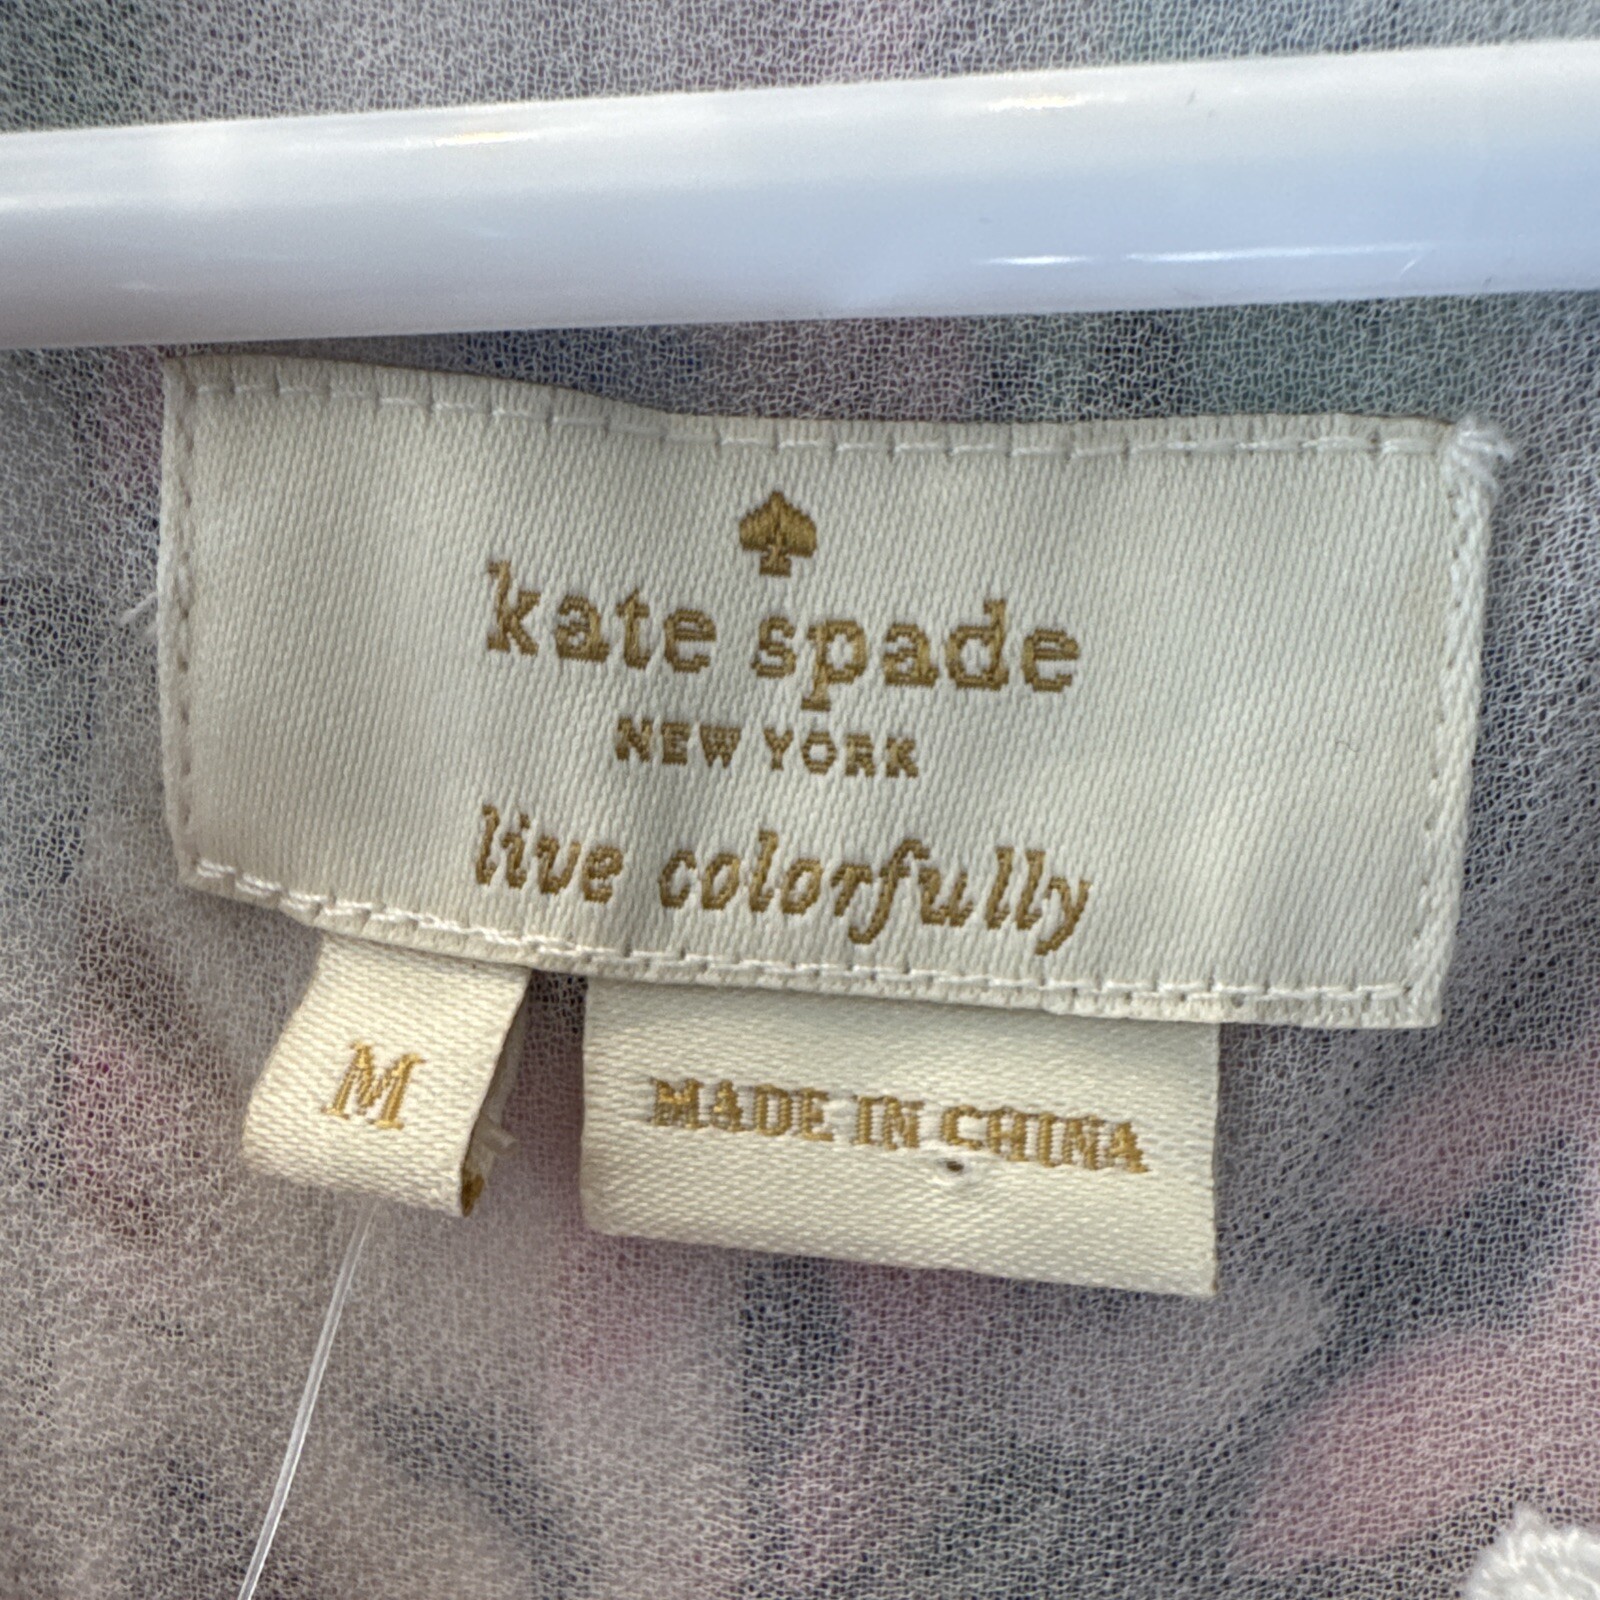 kate spade
NEW YORK
live colorfully
M
MADE IN CHINA